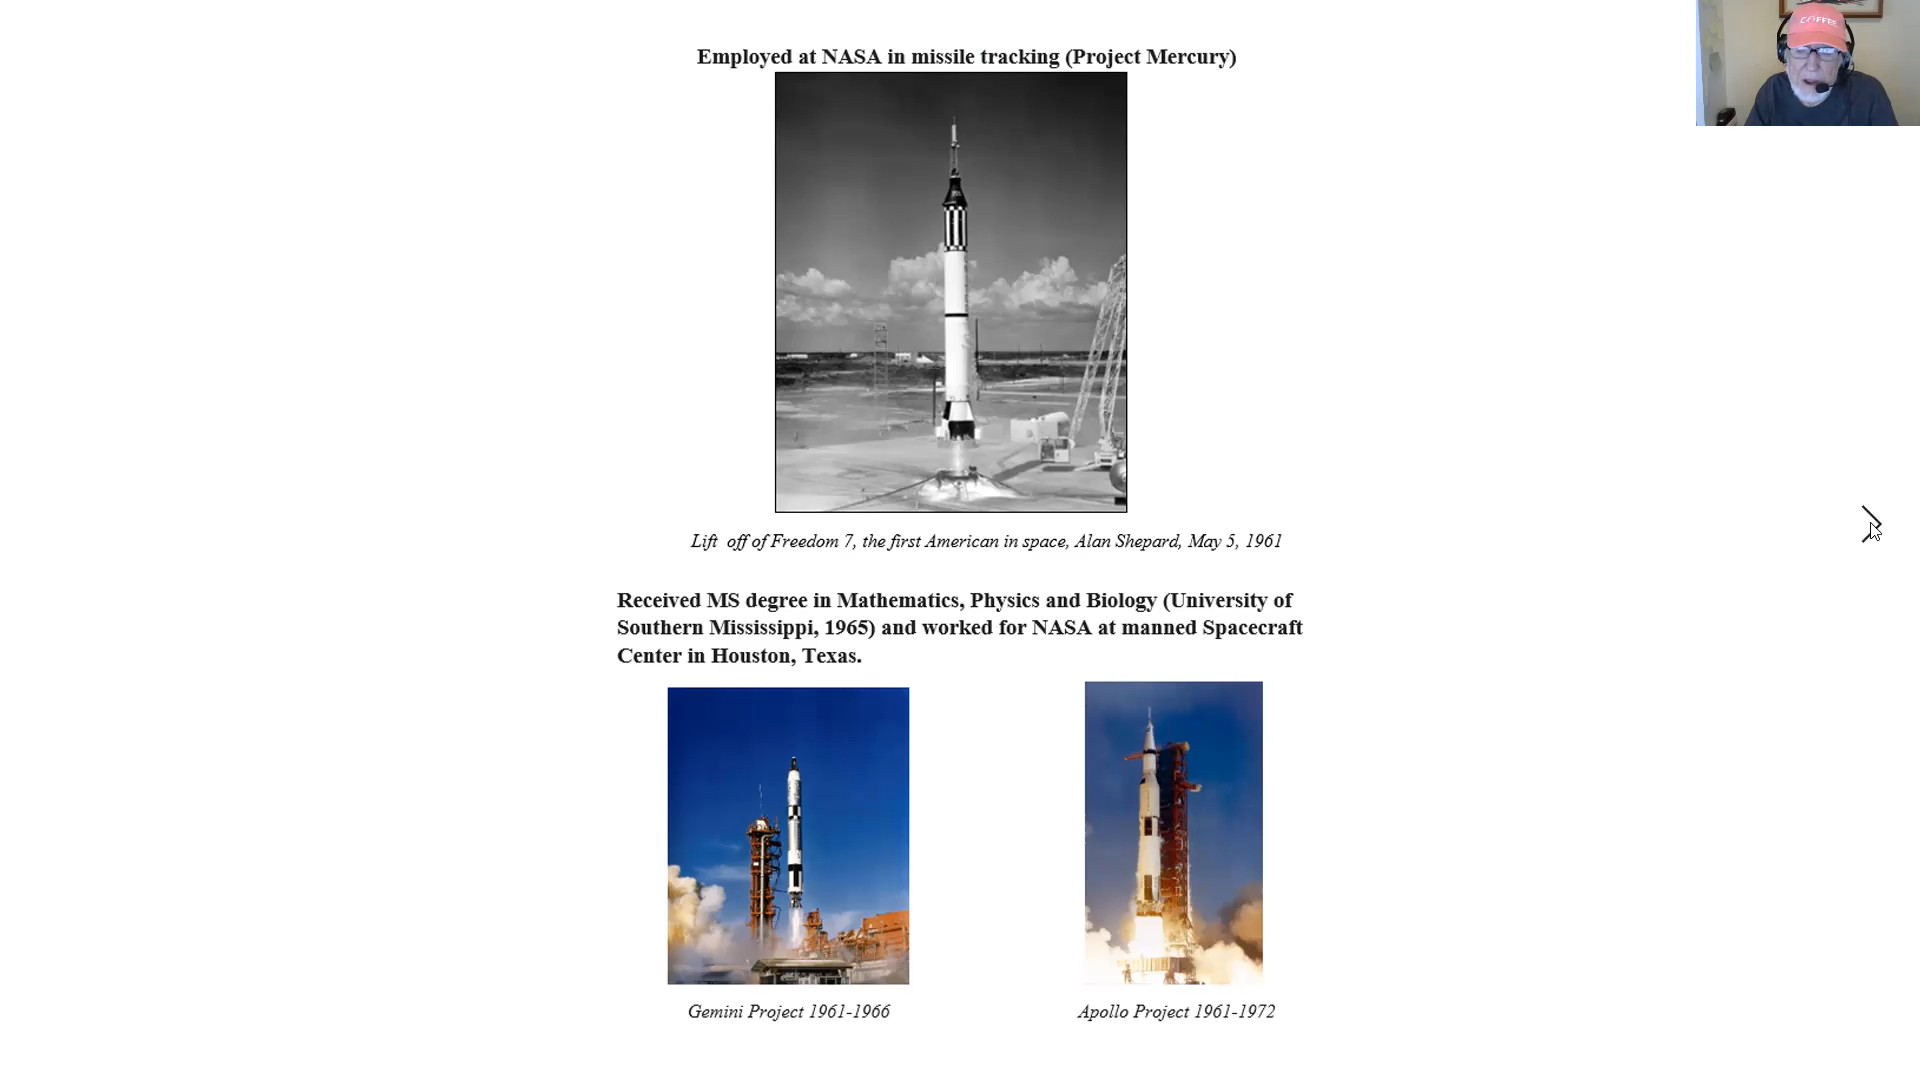 COFFEE
Employed at NASA in missile tracking (Project Mercury)
Lift off of Freedom 7, the first American in space, Alan Shepard, May 5, 1961
Received MS degree in Mathematics, Physics and Biology (University of
Southern Mississippi, 1965) and worked for NASA at manned Spacecraft
Center in Houston, Texas.
Gemini Project 1961-1966
Apollo Project 1961-1972